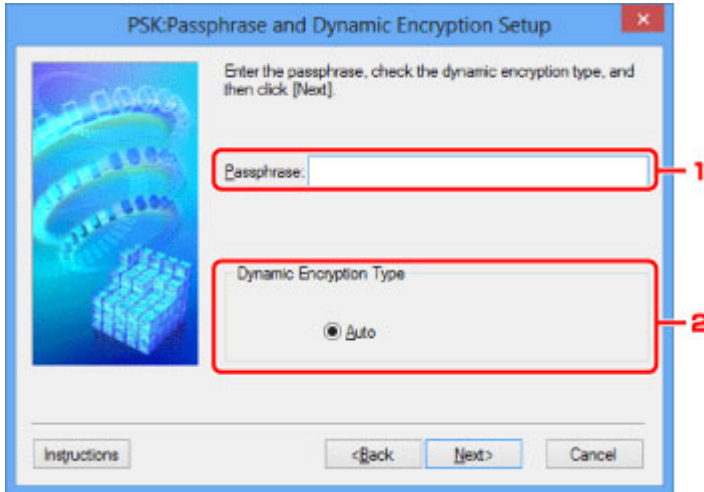 PSK:Passphrase and Dynamic Encryption Setup
Enter the passphrase, check the dynamic encryption type, and
then click [Next].
Passphrase:
1
Dynamic Encryption Type
Auto
2
Instructions
<Back
Next>
Cancel